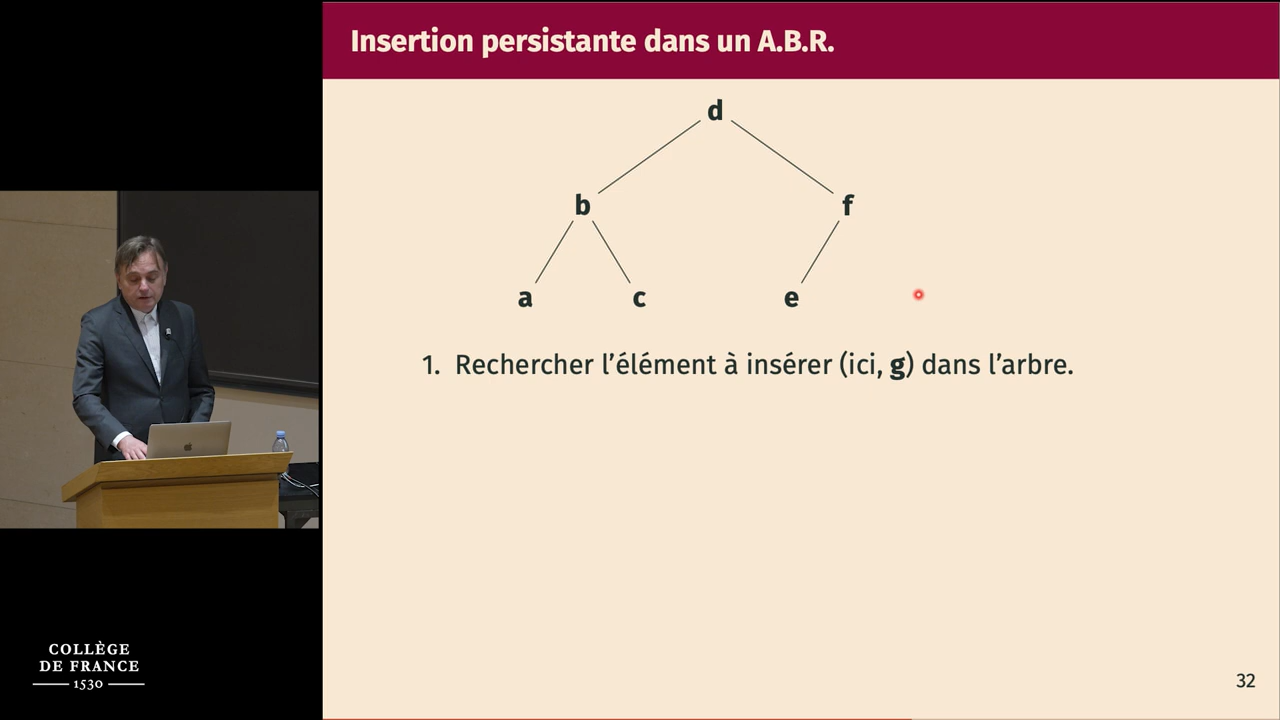 Insertion persistante dans un A.B.R.
d
b f
a c e
1. Rechercher l’élément à insérer (ici, g) dans l’arbre.
COLLÈGE
DE FRANCE
1530
32